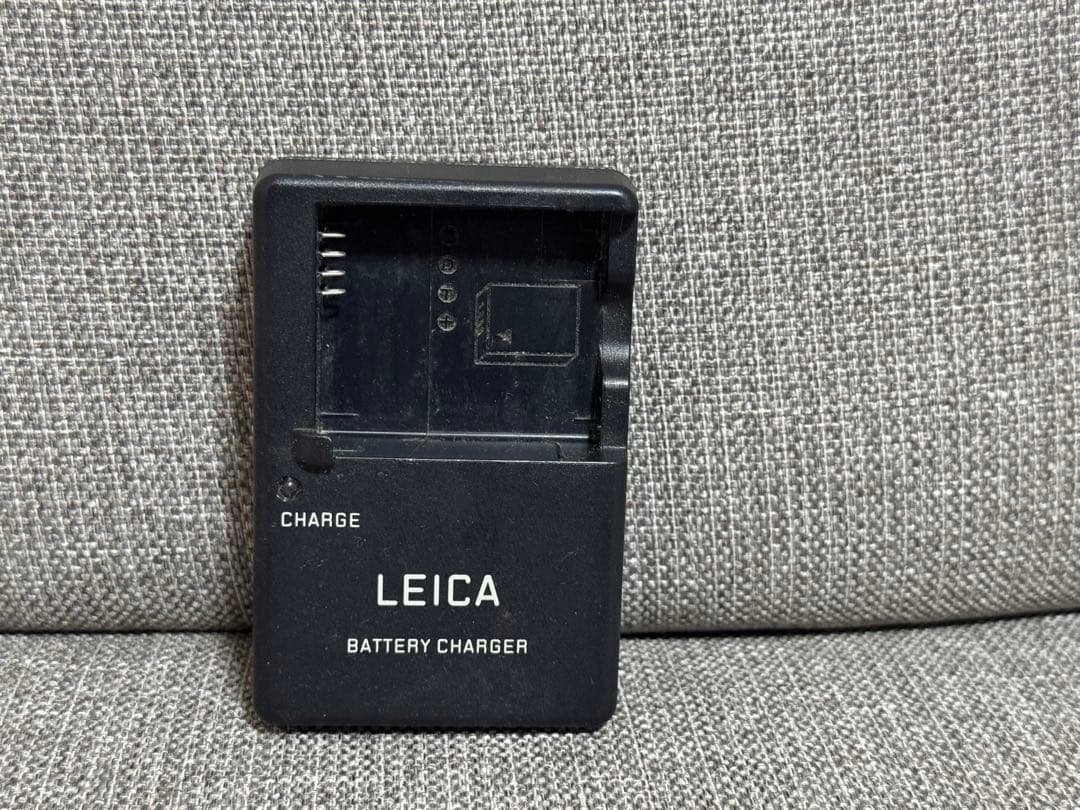 D
T
+
CHARGE
LEICA
BATTERY CHARGER